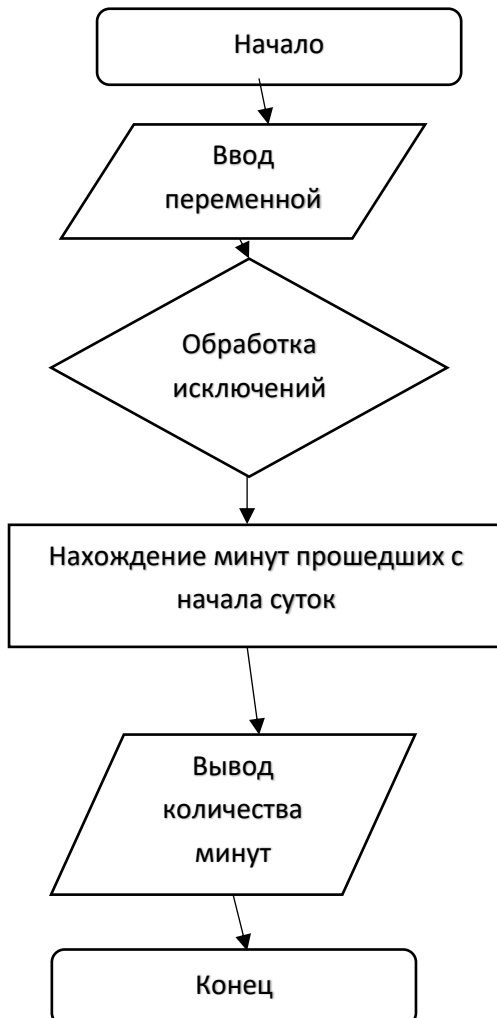 Начало
Ввод
переменной
Обработка
исключений
Нахождение минут прошедших с
начала суток
Вывод
количества
минут
Конец